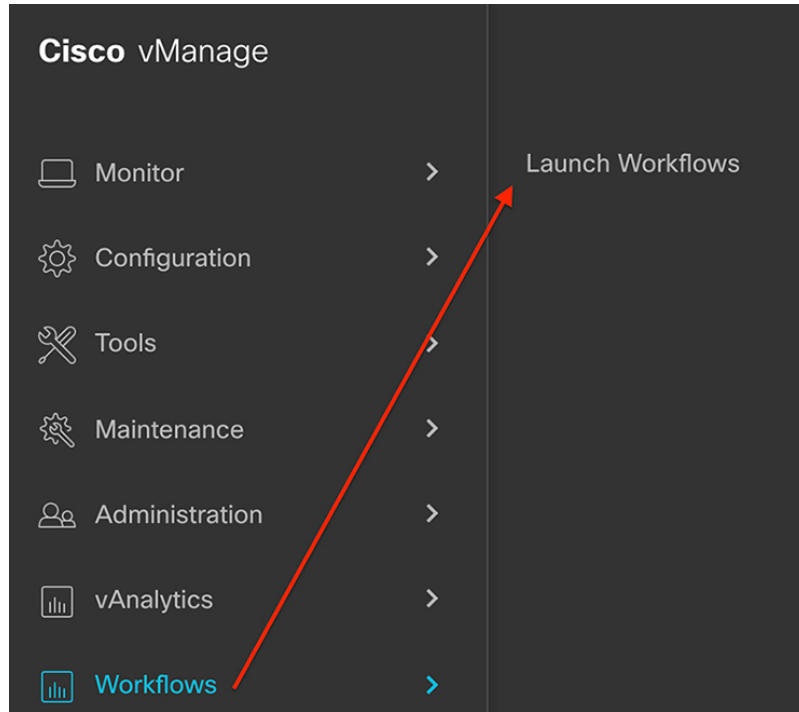 Cisco vManage
Monitor
Configuration
Tools
Maintenance
Administration
vAnalytics
Workflows
Launch Workflows